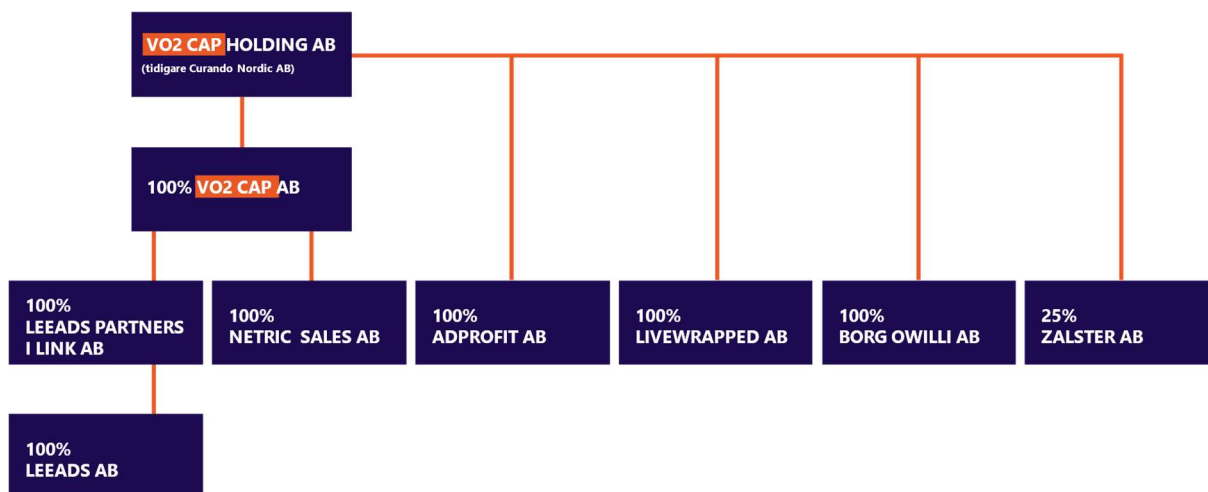 VO2 CAP HOLDING AB
(tidigare Curando Nordic AB)
100% VO2 CAP AB
100%
LEEADS PARTNERS
I LINK AB
100%
NETRIC SALES AB
100%
ADPROFIT AB
100%
LIVEWRAPPED AB
100%
BORG OWILLI AB
25%
ZALSTER AB
100%
LEEADS AB